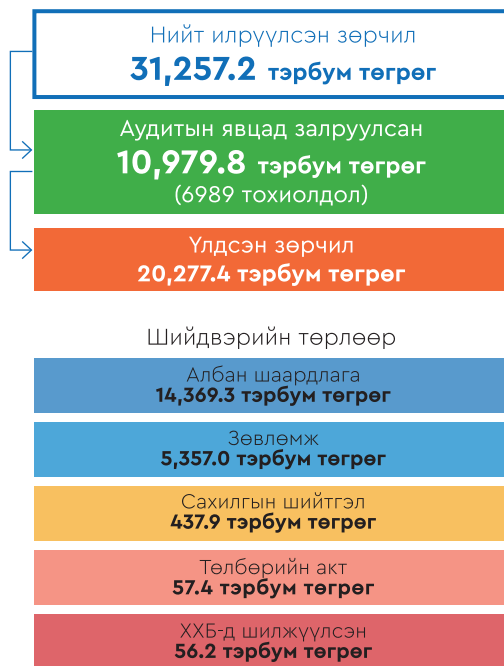 Нийт илрүүлсэн зөрчил
31,257.2 тэрбум төгрөг
Аудитын явцад залруулсан
10,979.8 тэрбум төгрөг
(6989 тохиолдол)
Үлдсэн зөрчил
20,277.4 тэрбум төгрөг
Шийдвэрийн төрлөөр
Албан шаардлага
14,369.3 тэрбум төгрөг
Зөвлөмж
5,357.0 тэрбум төгрөг
Сахилгын шийтгэл
437.9 тэрбум төгрөг
Төлбөрийн акт
57.4 тэрбум төгрөг
ХХБ-д шилжүүлсэн
56.2 тэрбум төгрөг